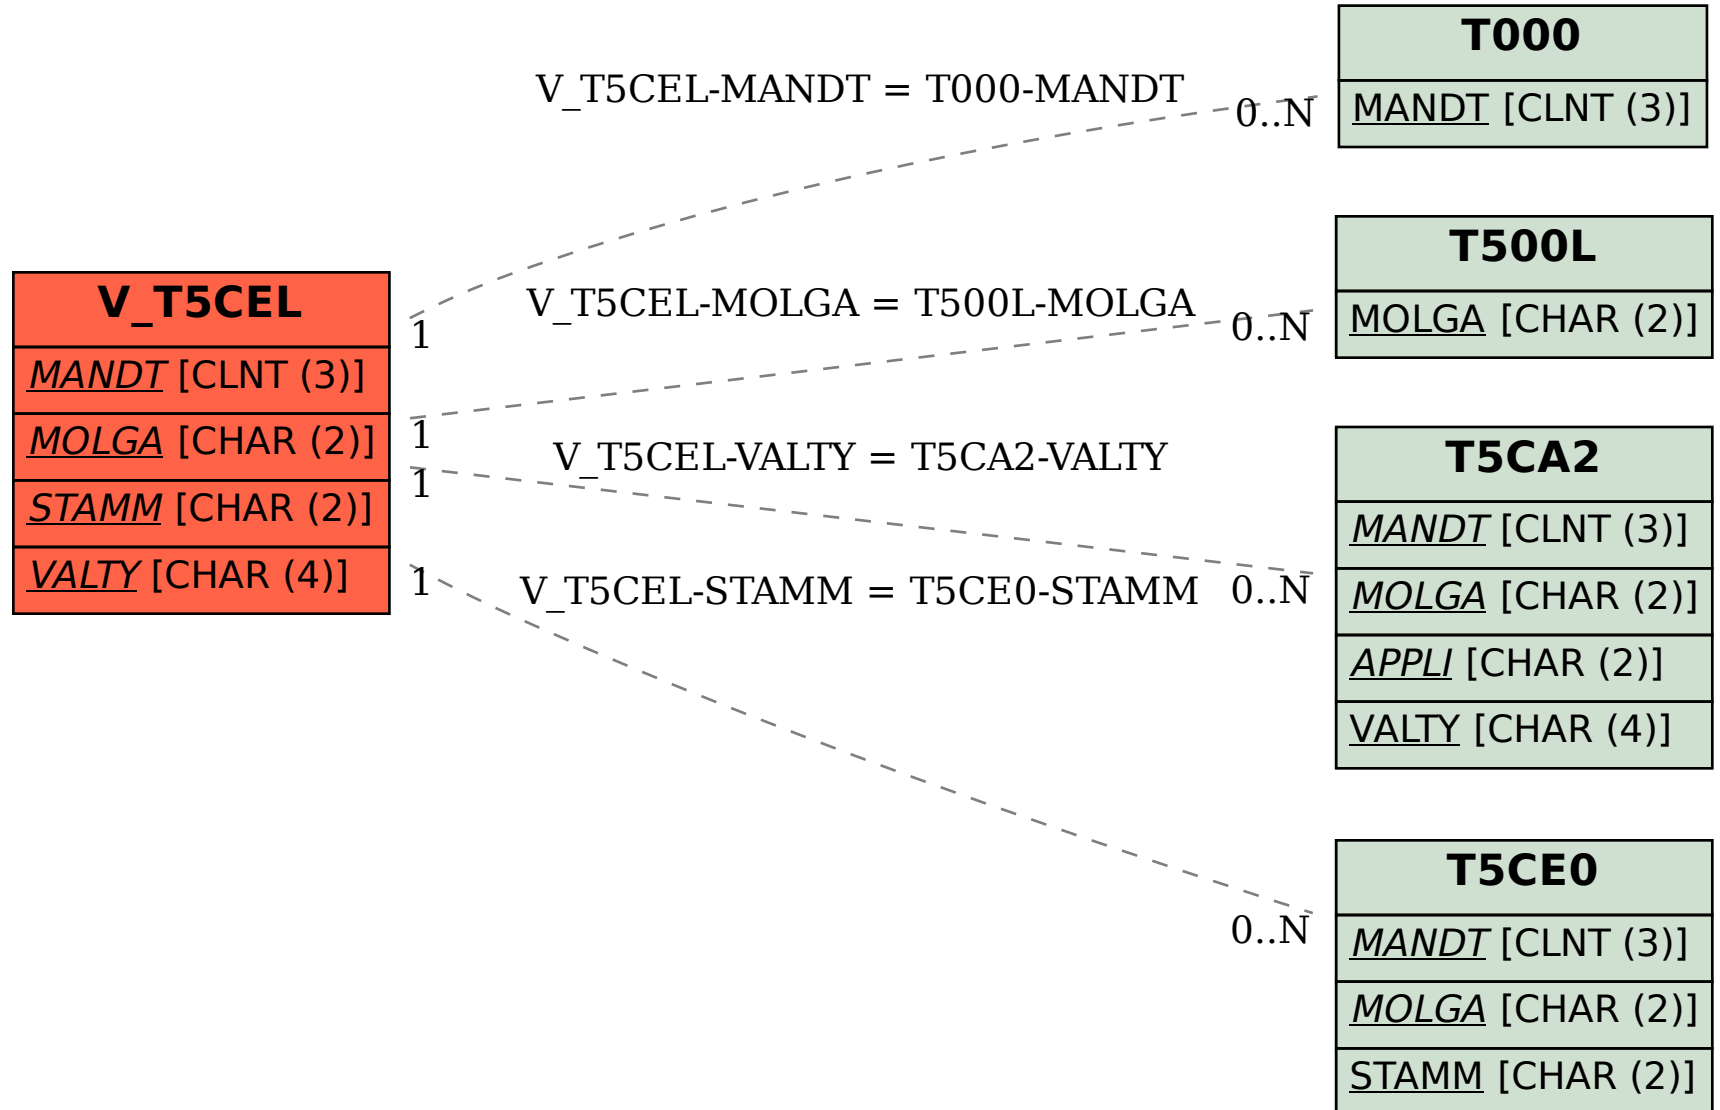 V_T5CEL
MANDT [CLNT (3)]
MOLGA [CHAR (2)]
STAMM [CHAR (2)]
VALTY [CHAR (4)]
V_T5CEL-MANDT = T000-MANDT
1
0..N
V_T5CEL-MOLGA = T500L-MOLGA
1
0..N
V_T5CEL-VALTY = T5CA2-VALTY
1
0..N
V_T5CEL-STAMM = T5CE0-STAMM
1
0..N
T000
MANDT [CLNT (3)]
T500L
MOLGA [CHAR (2)]
T5CA2
MANDT [CLNT (3)]
MOLGA [CHAR (2)]
APPLI [CHAR (2)]
VALTY [CHAR (4)]
T5CE0
MANDT [CLNT (3)]
MOLGA [CHAR (2)]
STAMM [CHAR (2)]